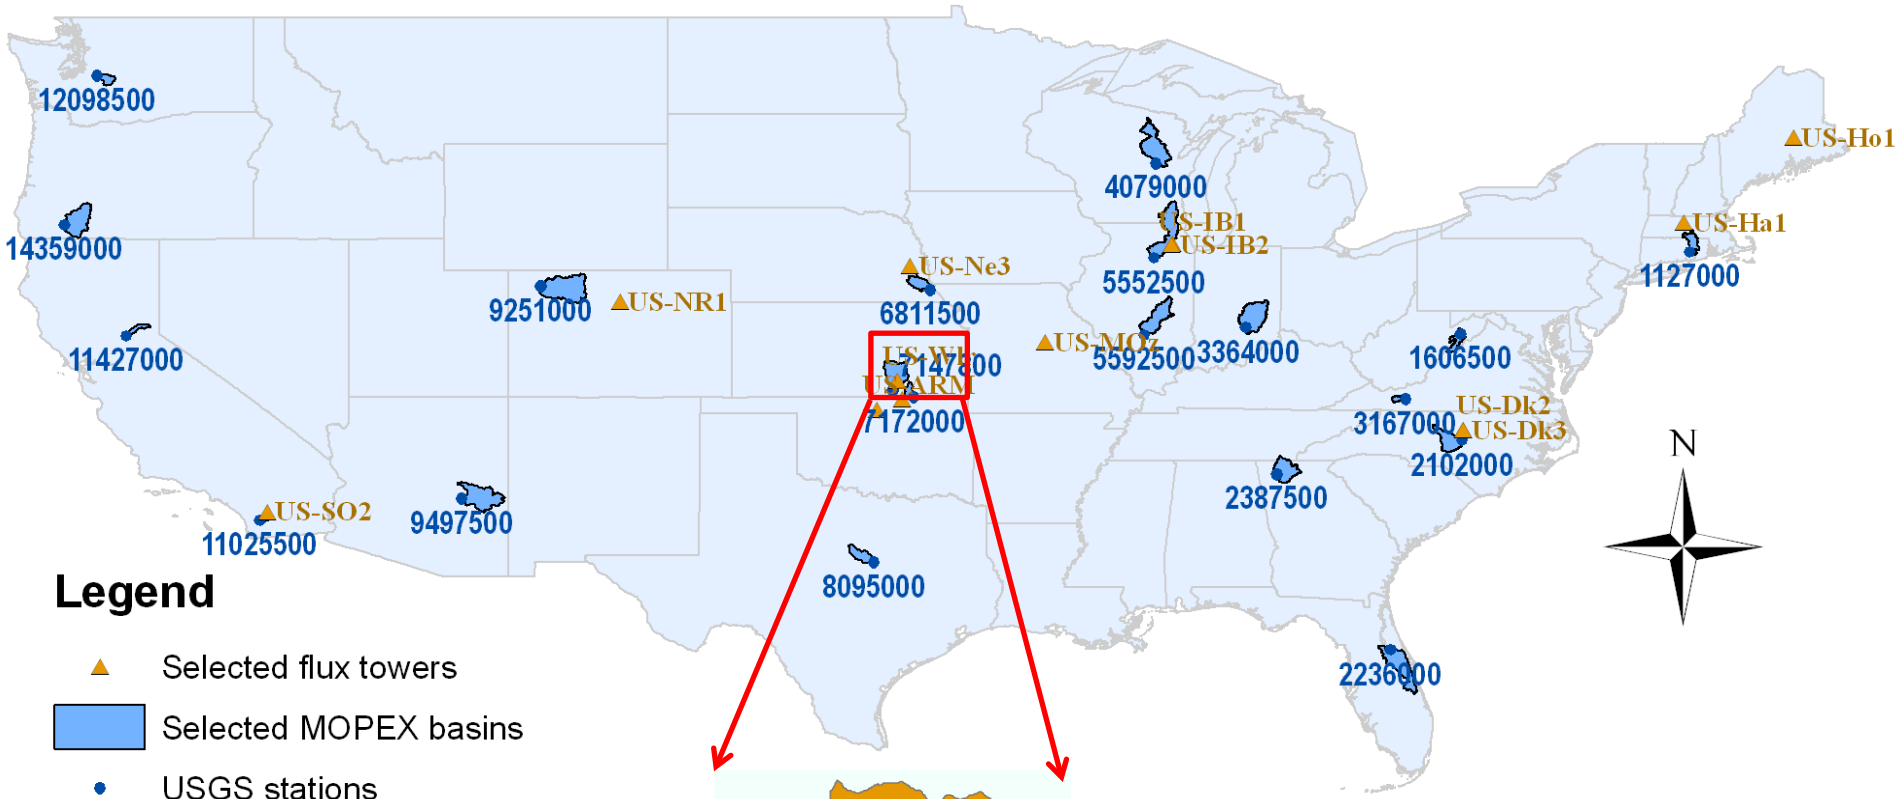 12098500
US-Ho1
4079000
US-IB1
US-Ha1
14359000
US-IB2
US-Ne3
5552500
1127000
9251000
US-NR1
6811500
11427000
US-MOz
5592500
3364000
1606500
7147800
US-ARM
7172000
3167000
US-Dk2
US-Dk3
2102000
N
2387500
US-SO2
9497500
11025500
8095000
2236000
Legend
Selected flux towers
Selected MOPEX basins
USGS stations